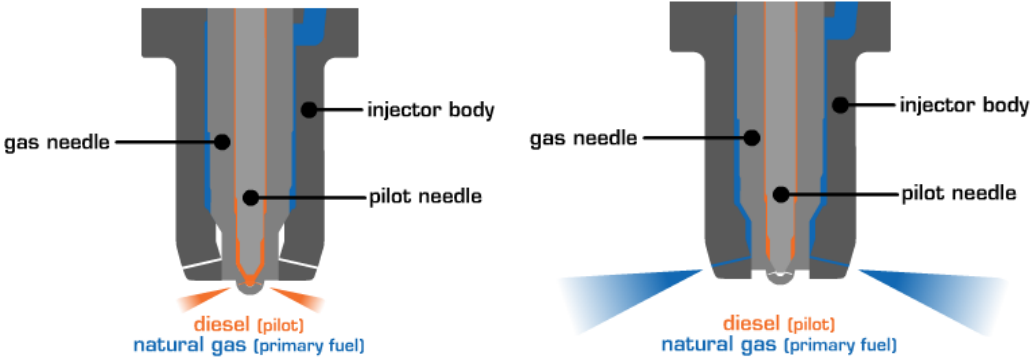 injector body
gas needle
pilot needle
diesel (pilot)
natural gas (primary fuel)
injector body
gas needle
pilot needle
diesel (pilot)
natural gas (primary fuel)